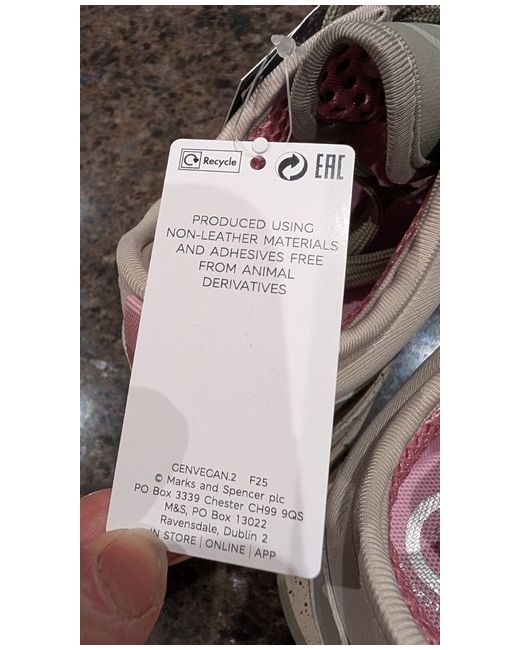 Recycle
EAC
PRODUCED USING
NON-LEATHER MATERIALS
AND ADHESIVES FREE
FROM ANIMAL
DERIVATIVES
GENVEGAN.2 F25
© Marks and Spencer plc
PO Box 3339 Chester CH99 9QS
M&S, PO Box 13022
Ravensdale, Dublin 2
IN STORE | ONLINE | APP